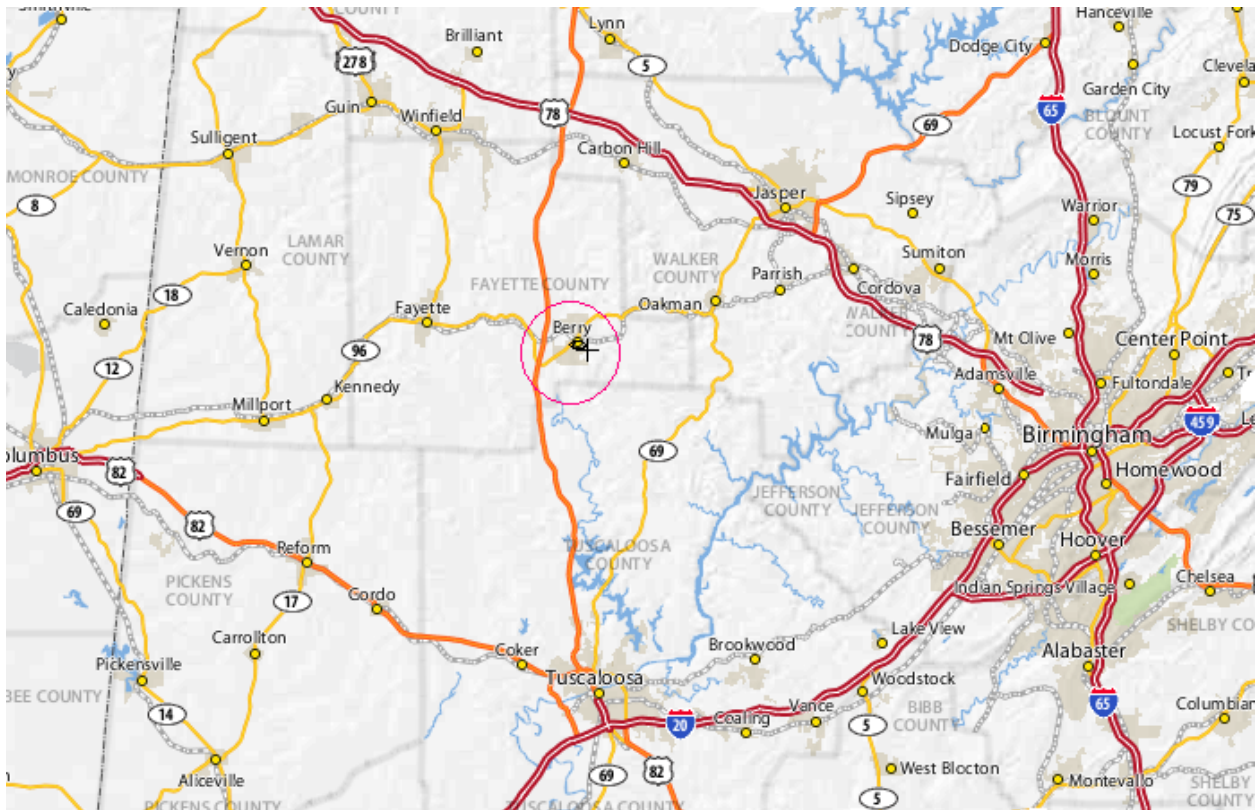 Hanceville
Lynn
Brilliant
Dodge City
278
5
Garden City
78
65
Guin
Winfield
69
BLOUNT
COUNTY
Locust Fork
Sulligent
Carbon Hill
MONROE COUNTY
79
Jasper
8
Sipsey
Warrior
75
LAMAR
COUNTY
Vernon
WALKER
COUNTY
Sumiton
Morris
FAYETTE COUNTY
Parrish
18
Oakman
Cordova
Caledonia
Fayette
Berry
Mt Olive
78
Center Point
96
12
Adamsville
Kennedy
Fultondale
Millport
459
Mulga
Birmingham
69
82
Homewood
Fairfield
JEFFERSON
COUNTY
JEFFERSON
COUNTY
69
82
Bessemer
Hoover
Reform
TUSCALOOSA
COUNTY
PICKENS
COUNTY
Indian Springs Village
Chelsea
17
Gordo
Carrollton
Lake View
Brookwood
Coker
Alabaster
Pickensville
Tuscaloosa
Woodstock
65
14
Vance
BIBB
COUNTY
20
Coaling
5
West Blocton
69
82
Aliceville
Montevallo
SHELBY
COUNTY
5
PICKENS COUNTY
TUSCALOOSA COUNTY